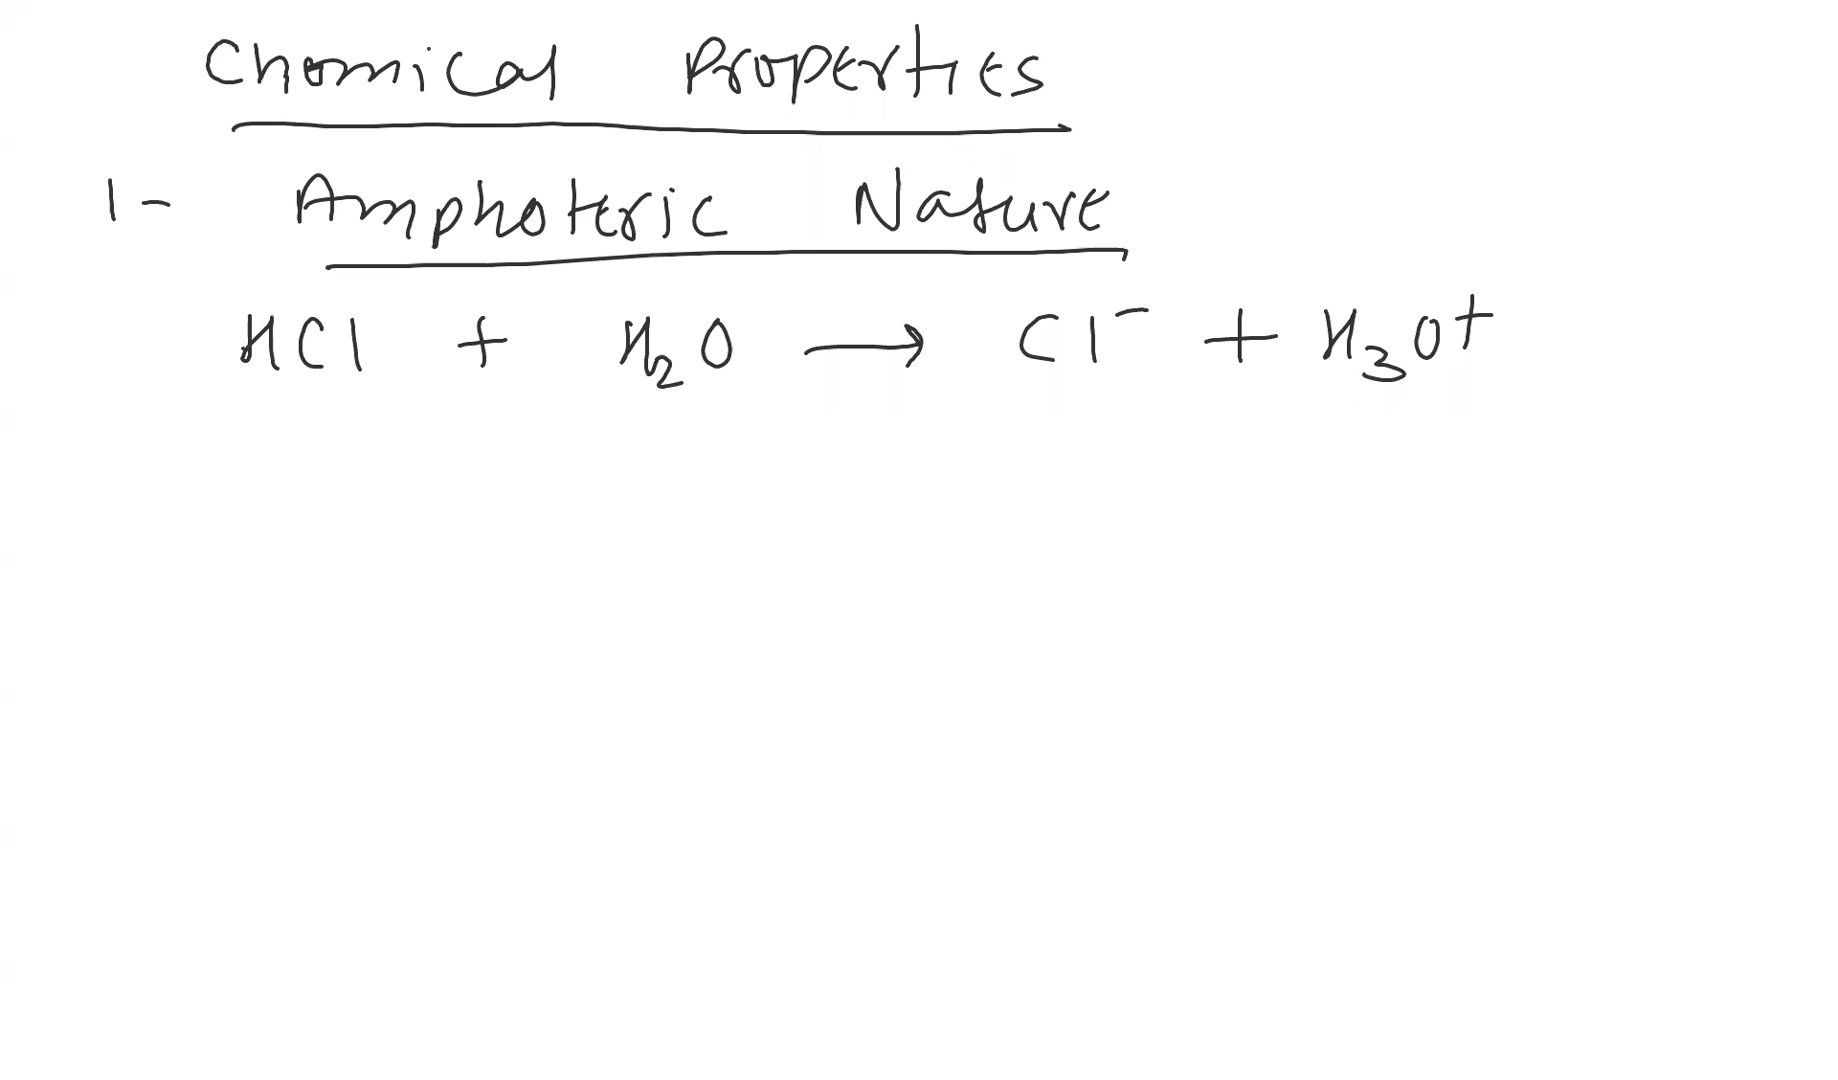 Chemical Properties
1- Amphoteric Nature
HCl + H₂O → Cl⁻ + H₃O⁺